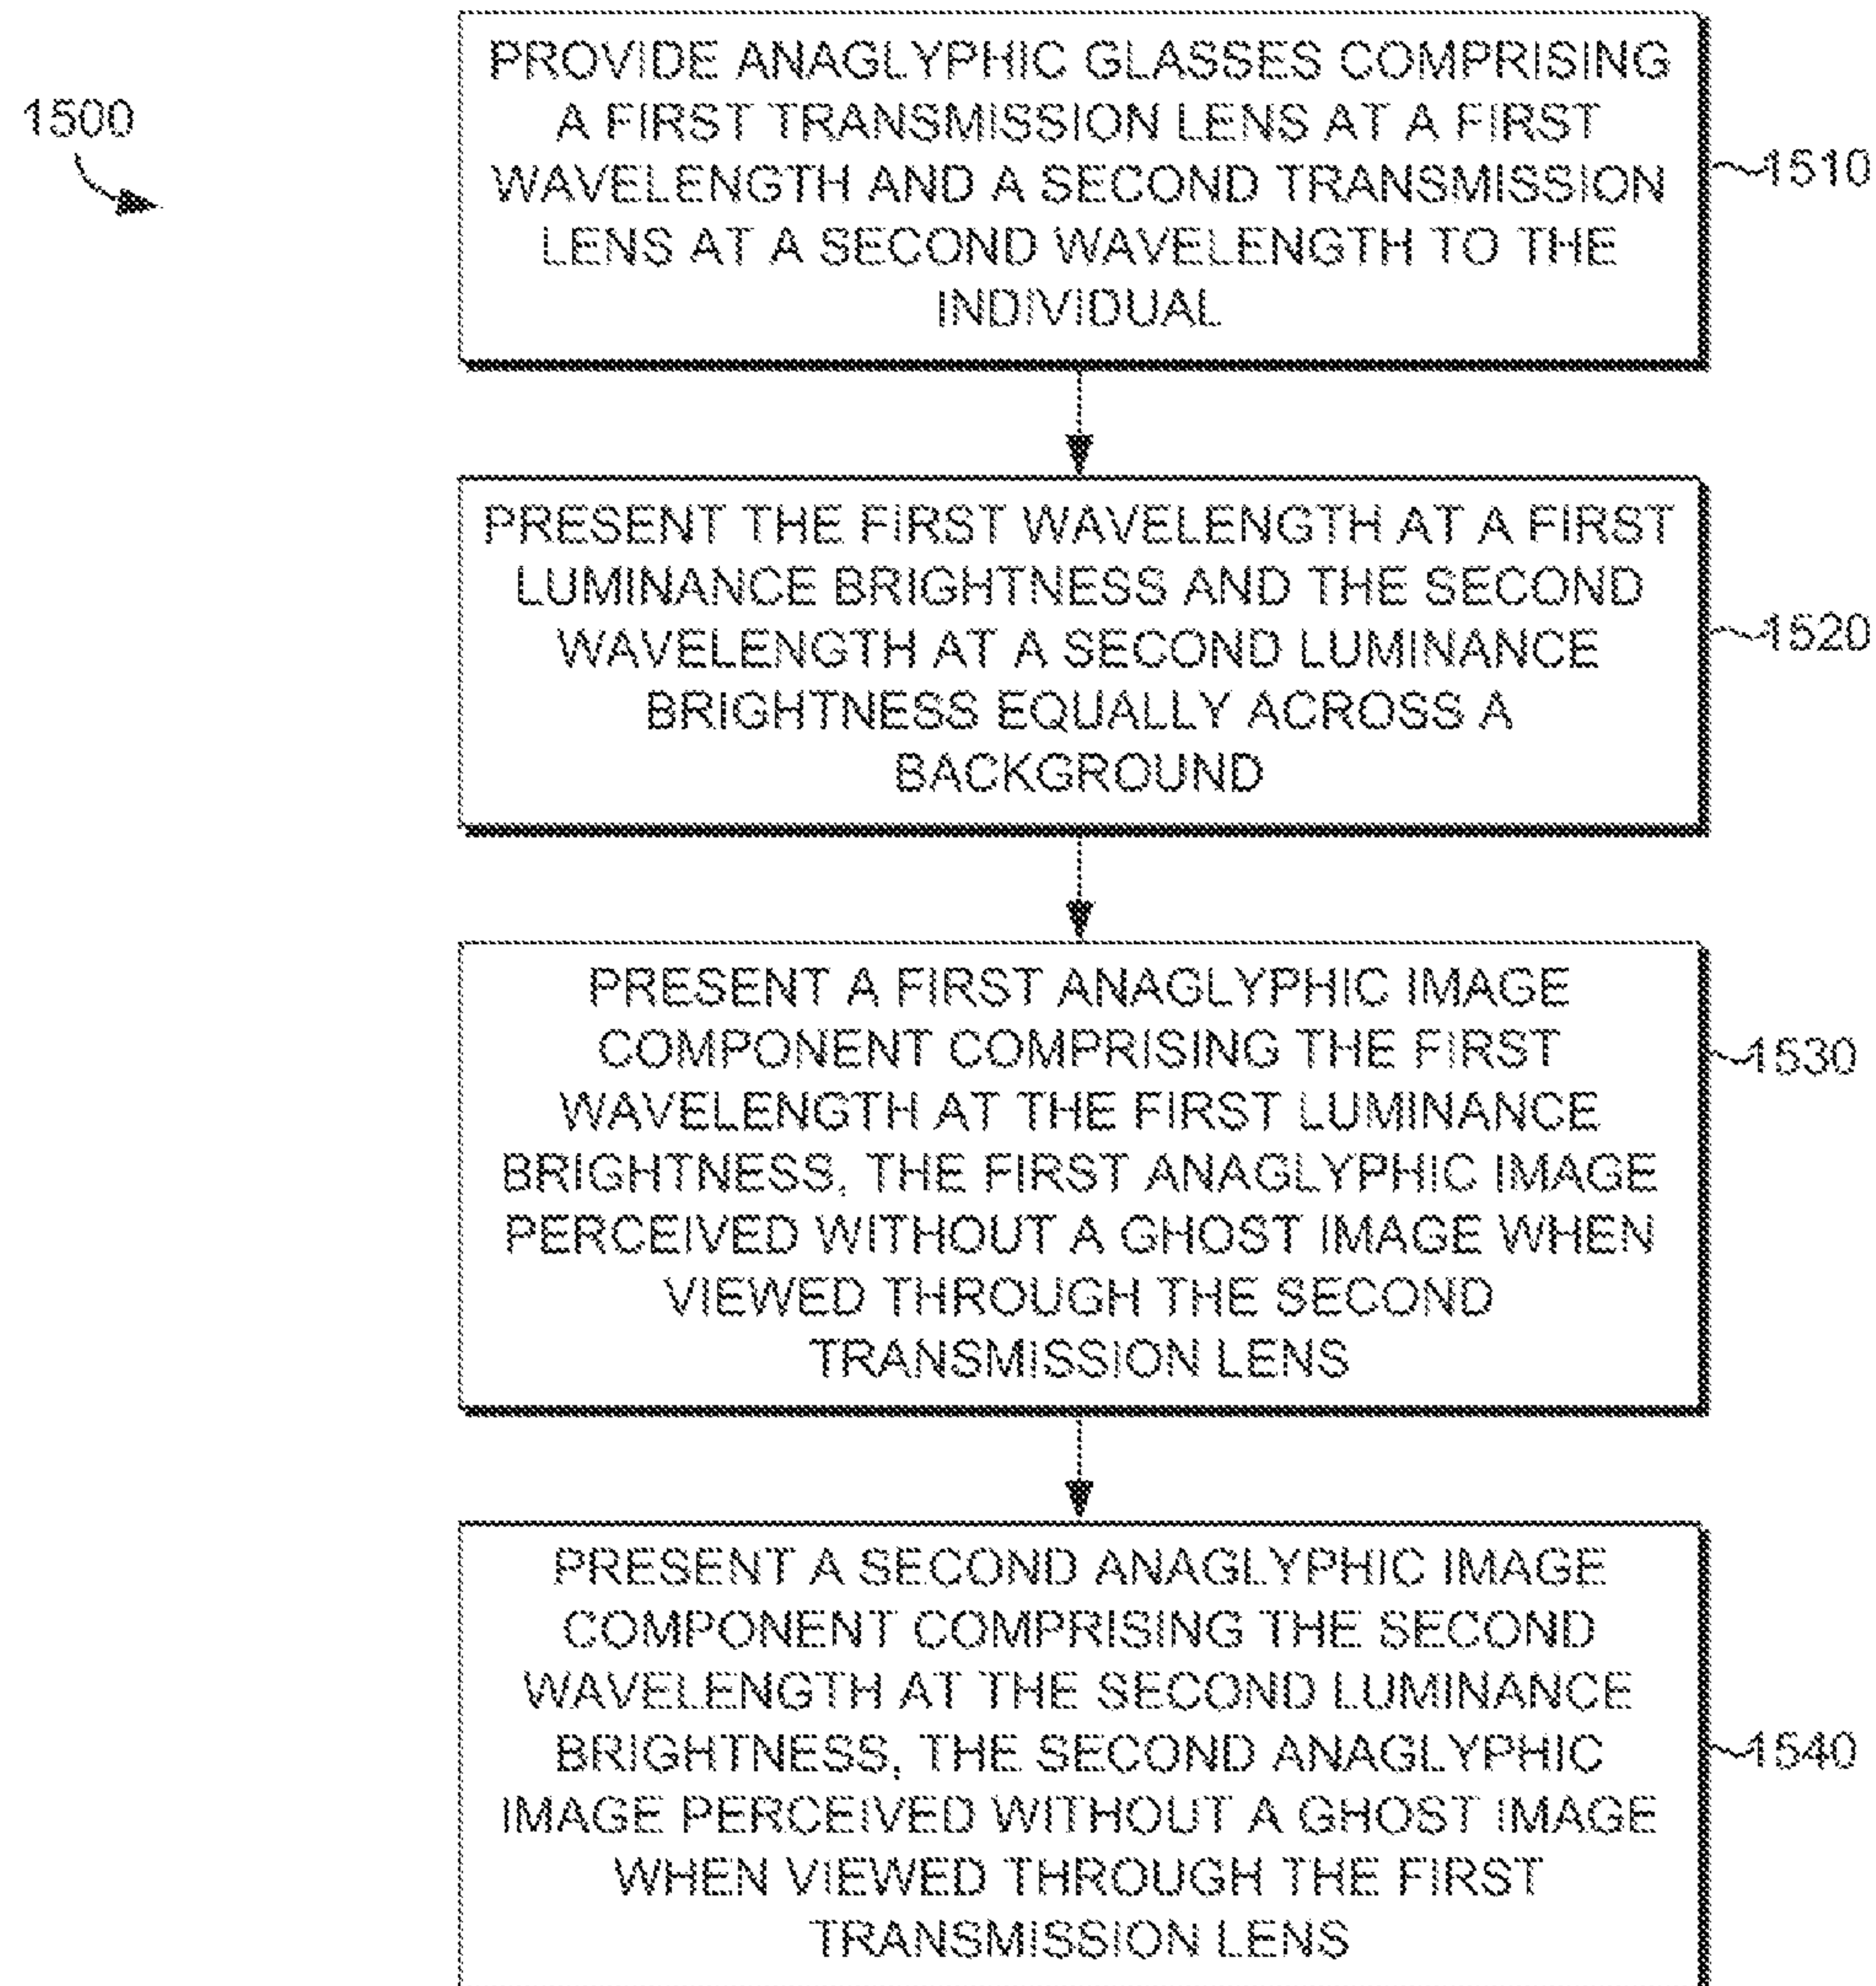 1500
PROVIDE ANAGLYPHIC GLASSES COMPRISING
A FIRST TRANSMISSION LENS AT A FIRST
WAVELENGTH AND A SECOND TRANSMISSION
LENS AT A SECOND WAVELENGTH TO THE
INDIVIDUAL
1510
PRESENT THE FIRST WAVELENGTH AT A FIRST
LUMINANCE BRIGHTNESS AND THE SECOND
WAVELENGTH AT A SECOND LUMINANCE
BRIGHTNESS EQUALLY ACROSS A
BACKGROUND
1520
PRESENT A FIRST ANAGLYPHIC IMAGE
COMPONENT COMPRISING THE FIRST
WAVELENGTH AT THE FIRST LUMINANCE
BRIGHTNESS, THE FIRST ANAGLYPHIC IMAGE
PERCEIVED WITHOUT A GHOST IMAGE WHEN
VIEWED THROUGH THE SECOND
TRANSMISSION LENS
1530
PRESENT A SECOND ANAGLYPHIC IMAGE
COMPONENT COMPRISING THE SECOND
WAVELENGTH AT THE SECOND LUMINANCE
BRIGHTNESS, THE SECOND ANAGLYPHIC
IMAGE PERCEIVED WITHOUT A GHOST IMAGE
WHEN VIEWED THROUGH THE FIRST
TRANSMISSION LENS
1540